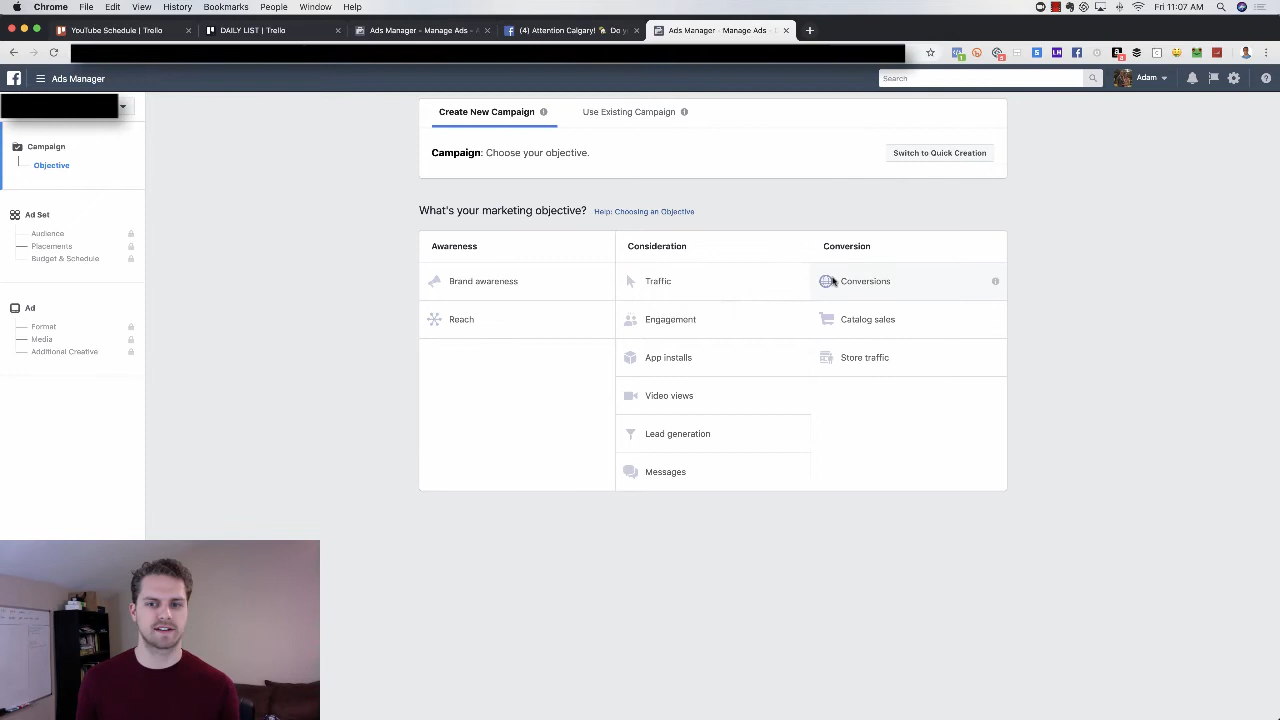 Chrome File Edit View History Bookmarks People Window Help
Fri 11:07 AM
YouTube Schedule | Trello
DAILY LIST | Trello
Ads Manager - Manage Ads - A
(4) Attention Calgary!
Do yo
Ads Manager - Manage Ads - L
Ads Manager
Search
Adam
Create New Campaign
Use Existing Campaign
Campaign
Objective
Campaign: Choose your objective.
Switch to Quick Creation
Ad Set
Audience
Placements
Budget & Schedule
What's your marketing objective?
Help: Choosing an Objective
Awareness
Consideration
Conversion
Brand awareness
Traffic
Conversions
Reach
Engagement
Catalog sales
Ad
Format
Media
Additional Creative
App installs
Store traffic
Video views
Lead generation
Messages